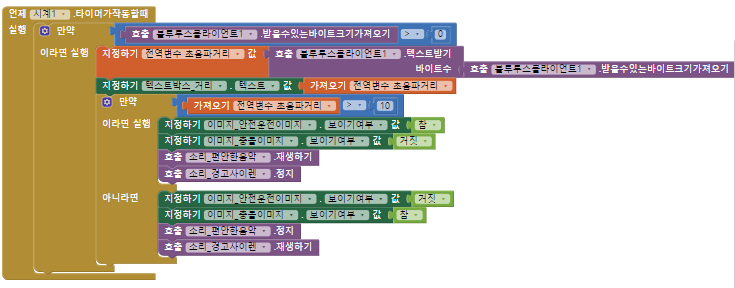 언제 시계1 .타이머가작동할때
실행 만약 호출 블루투스클라이언트1 .받을수있는바이트크기가져오기 > 0
이라면 실행 지정하기 전역변수 초음파거리 값 호출 블루투스클라이언트1 .텍스트받기
바이트수 호출 블루투스클라이언트1 .받을수있는바이트크기가져오기
지정하기 텍스트박스_거리 . 텍스트 값 가져오기 전역변수 초음파거리
만약 가져오기 전역변수 초음파거리 > 10
이라면 실행 지정하기 이미지_안전운전이미지 . 보이기여부 값 참
지정하기 이미지_충돌이미지 . 보이기여부 값 거짓
호출 소리_편안한음악 .재생하기
호출 소리_경고사이렌 .정지
아니라면 지정하기 이미지_안전운전이미지 . 보이기여부 값 거짓
지정하기 이미지_충돌이미지 . 보이기여부 값 참
호출 소리_편안한음악 .정지
호출 소리_경고사이렌 .재생하기